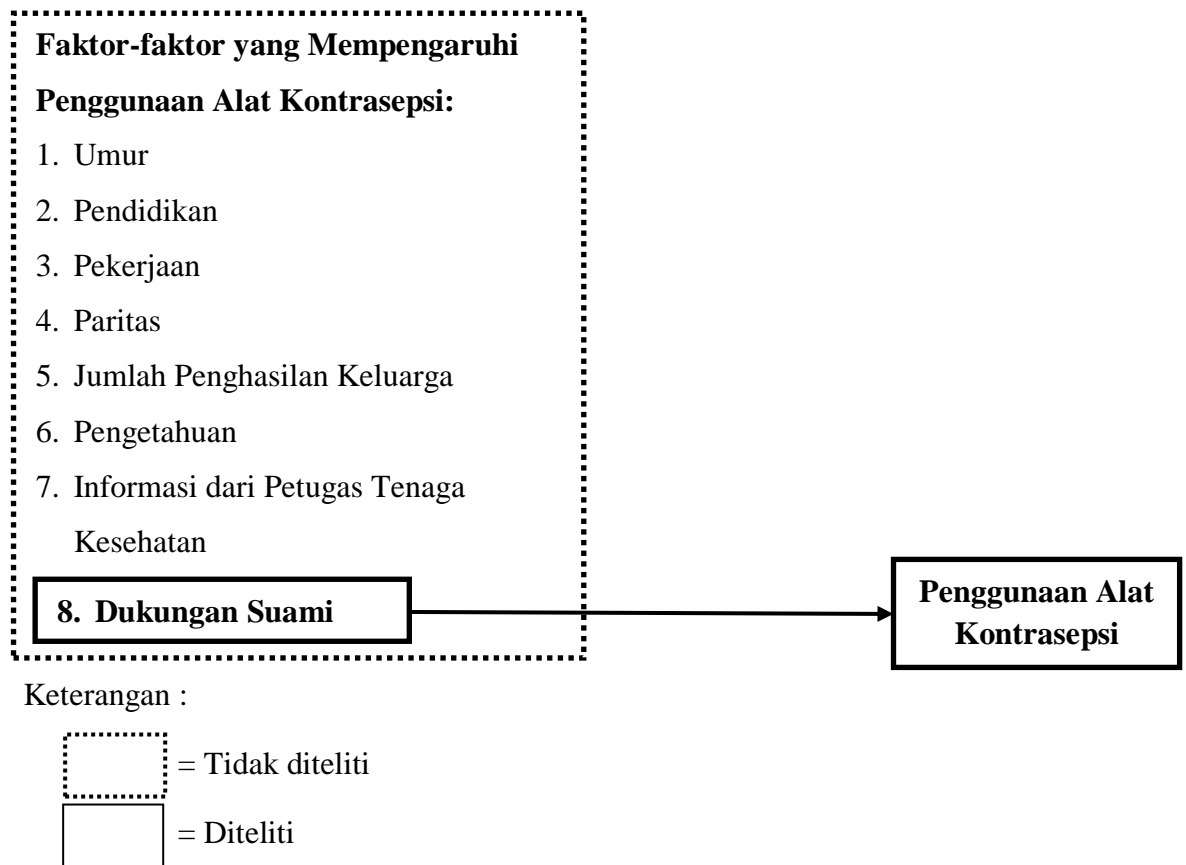 Faktor-faktor yang Mempengaruhi
Penggunaan Alat Kontrasepsi:
1. Umur
2. Pendidikan
3. Pekerjaan
4. Paritas
5. Jumlah Penghasilan Keluarga
6. Pengetahuan
7. Informasi dari Petugas Tenaga
Kesehatan
8. Dukungan Suami
Penggunaan Alat
Kontrasepsi
Keterangan :
= Tidak diteliti
= Diteliti